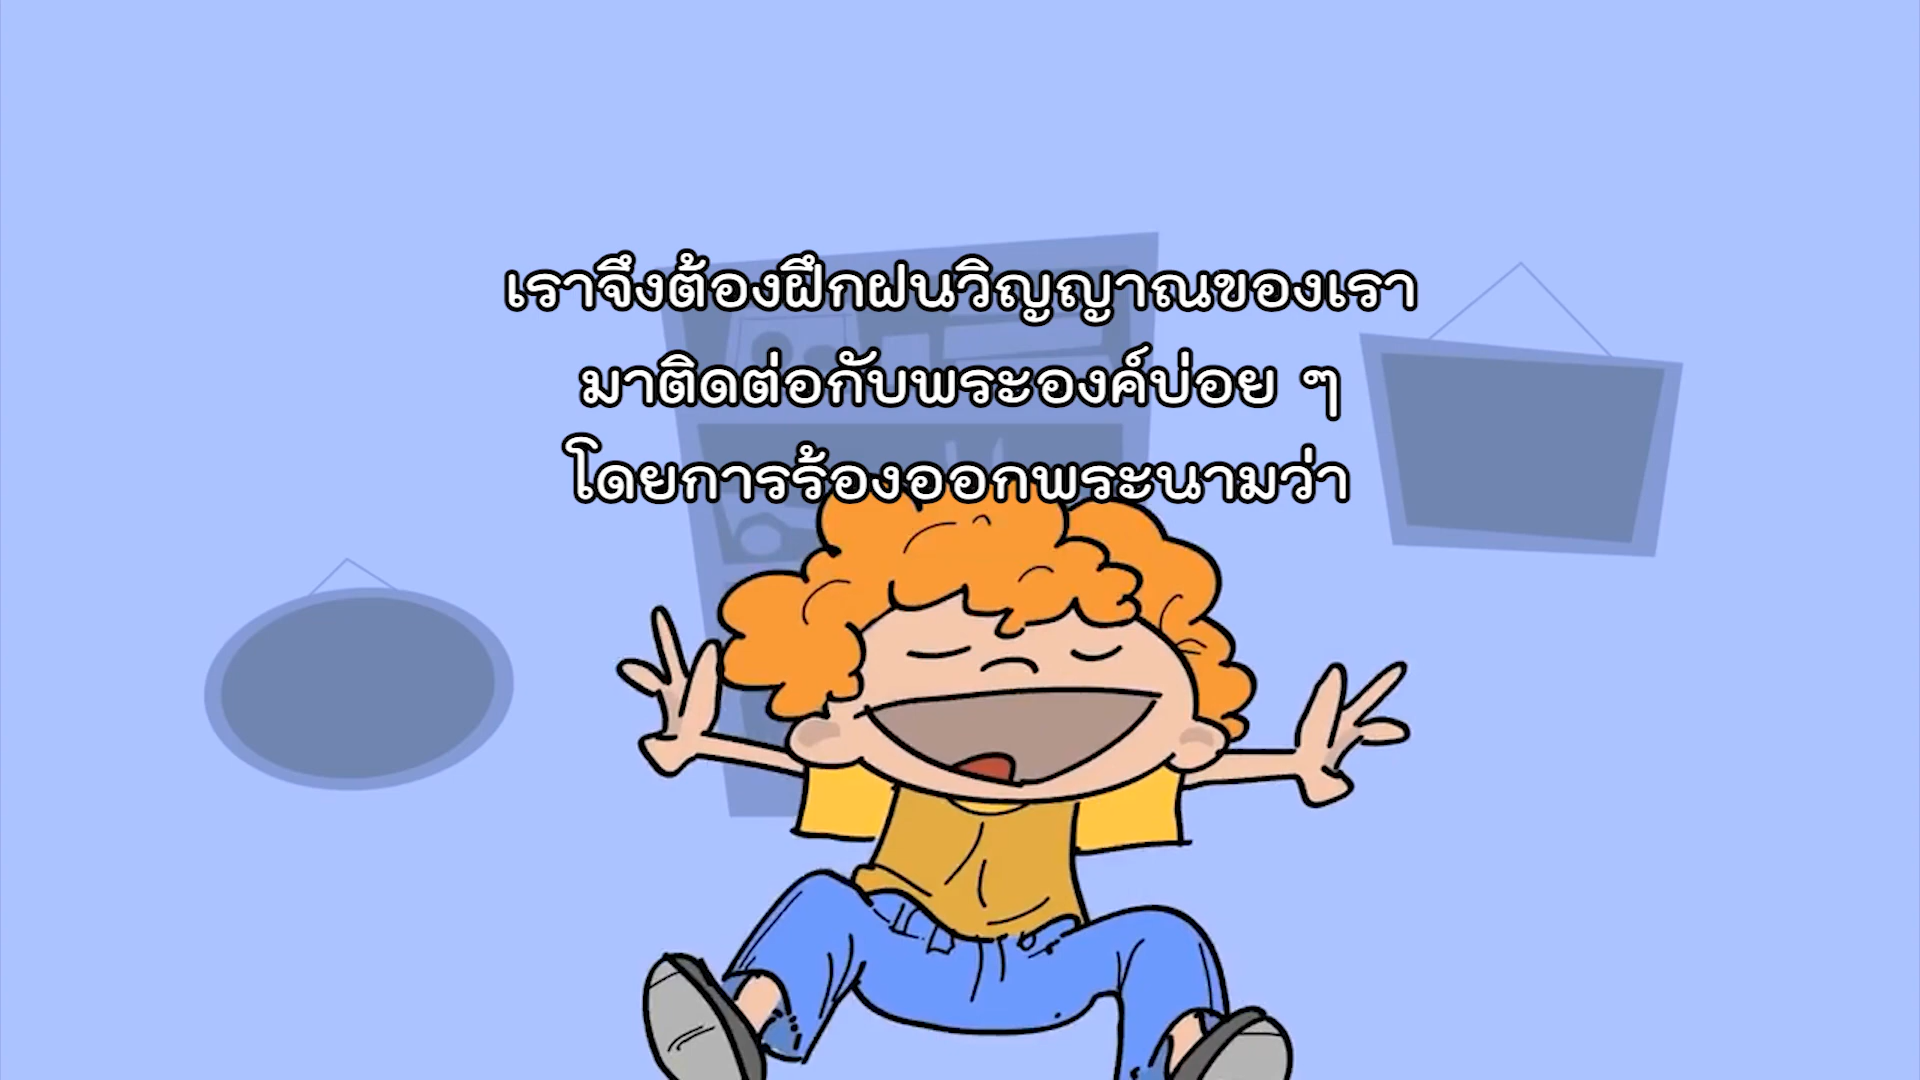 เราจึงต้องฝึกฝนวิญญาณของเรา
มาติดต่อกับพระองค์บ่อย ๆ
โดยการร้องออกพระนามว่า